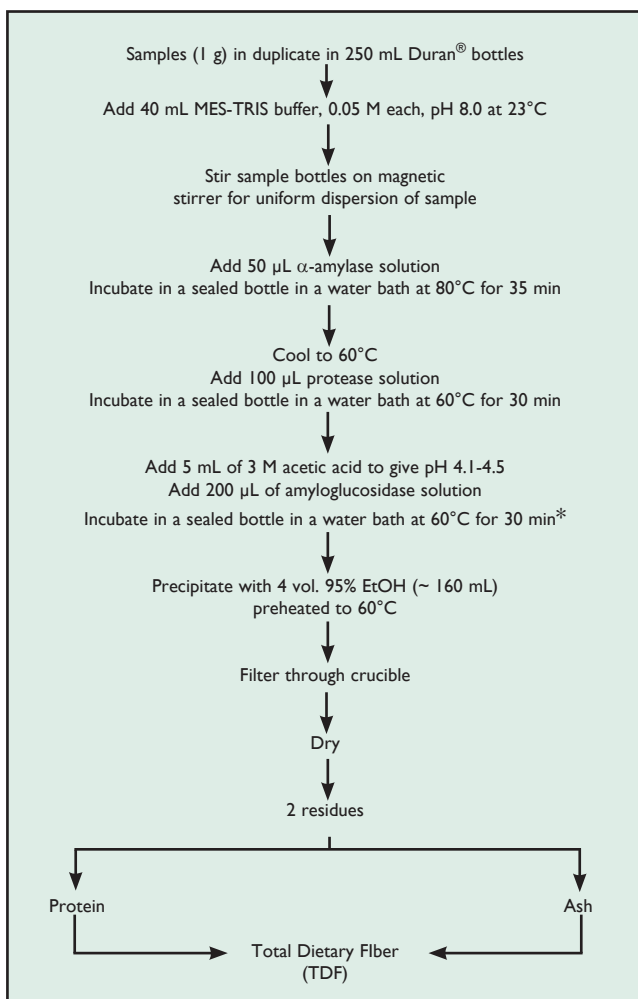 Samples (1 g) in duplicate in 250 mL Duran® bottles
Add 40 mL MES-TRIS buffer, 0.05 M each, pH 8.0 at 23°C
Stir sample bottles on magnetic
stirrer for uniform dispersion of sample
Add 50 µL α-amylase solution
Incubate in a sealed bottle in a water bath at 80°C for 35 min
Cool to 60°C
Add 100 µL protease solution
Incubate in a sealed bottle in a water bath at 60°C for 30 min
Add 5 mL of 3 M acetic acid to give pH 4.1-4.5
Add 200 µL of amyloglucosidase solution
Incubate in a sealed bottle in a water bath at 60°C for 30 min*
Precipitate with 4 vol. 95% EtOH (~ 160 mL)
preheated to 60°C
Filter through crucible
Dry
2 residues
Protein
Ash
Total Dietary FIber
(TDF)